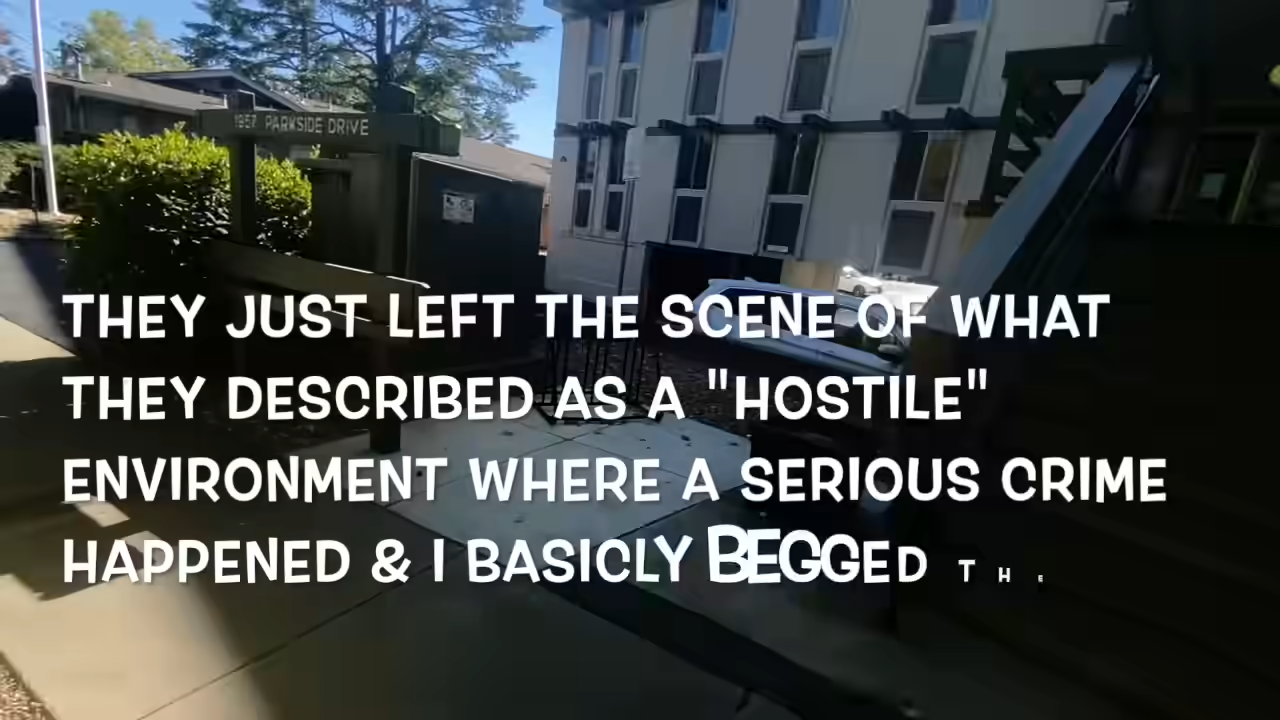 1957 PARKSIDE DRIVE
THEY JUST LEFT THE SCENE OF WHAT
THEY DESCRIBED AS A "HOSTILE"
ENVIRONMENT WHERE A SERIOUS CRIME
HAPPENED & I BASICLY BEGGED THE